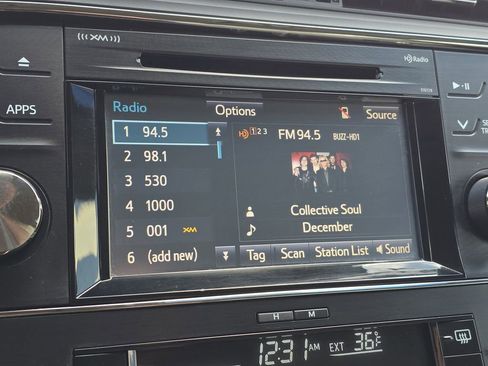 (((XM)))
HD Radio
510119
APPS
Radio
Options
Source
1 94.5
HD 1 2 3 FM 94.5 BUZZ-HD1
2 98.1
3 530
4 1000
Collective Soul
5 001 XM
December
6 (add new)
Tag Scan Station List Sound
H M
12:31 AM EXT 36°F